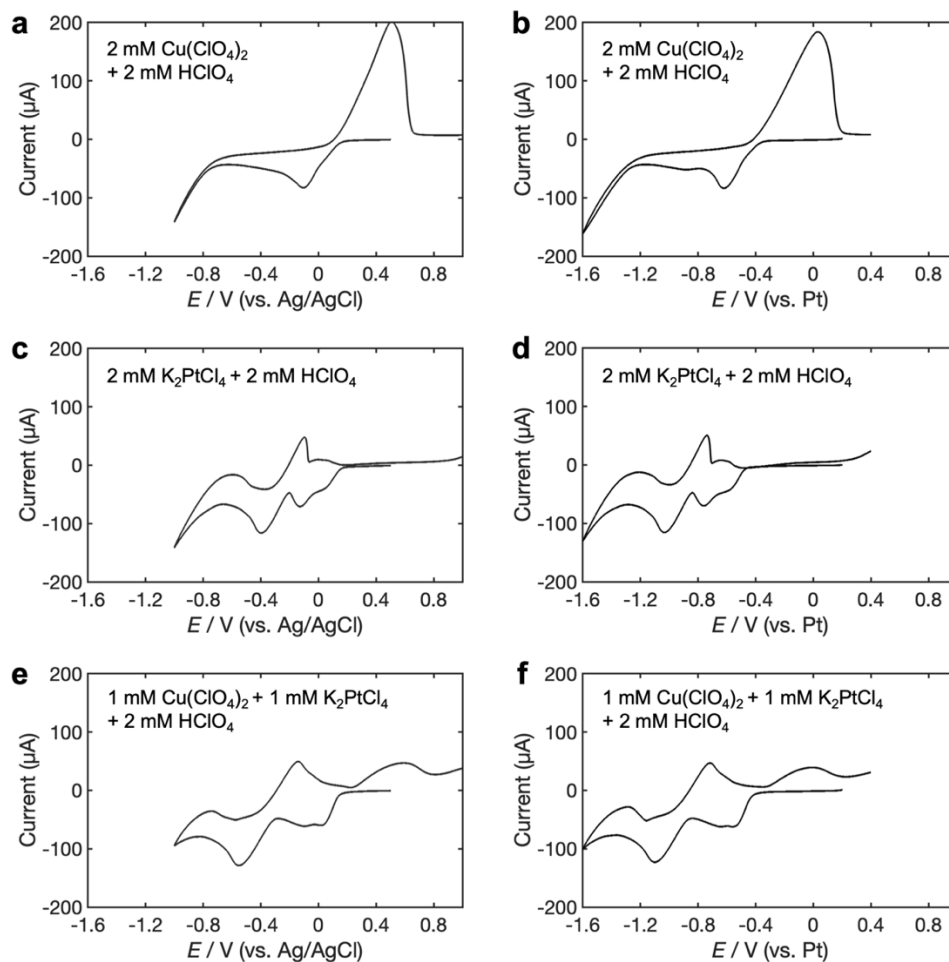 a
2 mM Cu(ClO₄)₂
+ 2 mM HClO₄
200
100
0
-100
-200
Current (µA)
-1.6 -1.2 -0.8 -0.4 0 0.4 0.8
E / V (vs. Ag/AgCl)
b
2 mM Cu(ClO₄)₂
+ 2 mM HClO₄
200
100
0
-100
-200
Current (µA)
-1.6 -1.2 -0.8 -0.4 0 0.4 0.8
E / V (vs. Pt)
c
2 mM K₂PtCl₄ + 2 mM HClO₄
200
100
0
-100
-200
Current (µA)
-1.6 -1.2 -0.8 -0.4 0 0.4 0.8
E / V (vs. Ag/AgCl)
d
2 mM K₂PtCl₄ + 2 mM HClO₄
200
100
0
-100
-200
Current (µA)
-1.6 -1.2 -0.8 -0.4 0 0.4 0.8
E / V (vs. Pt)
e
1 mM Cu(ClO₄)₂ + 1 mM K₂PtCl₄
+ 2 mM HClO₄
200
100
0
-100
-200
Current (µA)
-1.6 -1.2 -0.8 -0.4 0 0.4 0.8
E / V (vs. Ag/AgCl)
f
1 mM Cu(ClO₄)₂ + 1 mM K₂PtCl₄
+ 2 mM HClO₄
200
100
0
-100
-200
Current (µA)
-1.6 -1.2 -0.8 -0.4 0 0.4 0.8
E / V (vs. Pt)